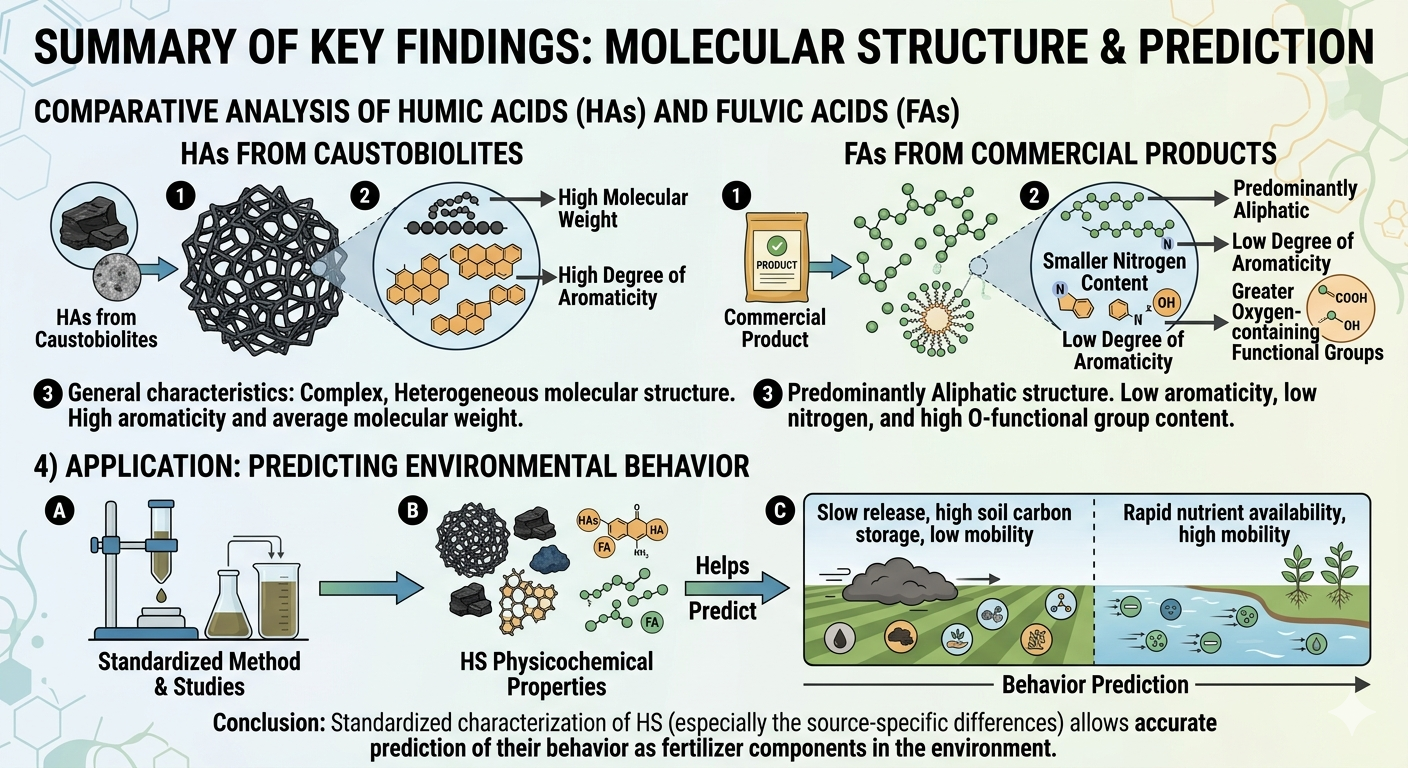 SUMMARY OF KEY FINDINGS: MOLECULAR STRUCTURE & PREDICTION
COMPARATIVE ANALYSIS OF HUMIC ACIDS (HAs) AND FULVIC ACIDS (FAs)
HAs FROM CAUSTOBIOLITES
1
2
High Molecular
Weight
High Degree of
Aromaticity
HAs from
Caustobiolites
3 General characteristics: Complex, Heterogeneous molecular structure.
High aromaticity and average molecular weight.
FAs FROM COMMERCIAL PRODUCTS
1
PRODUCT
Commercial
Product
2
N
Smaller Nitrogen
Content
N
N
OH
Low Degree of
Aromaticity
Predominantly
Aliphatic
Low Degree of
Aromaticity
Greater
Oxygen-
containing
Functional Groups
COOH
OH
3 Predominantly Aliphatic structure. Low aromaticity, low
nitrogen, and high O-functional group content.
4) APPLICATION: PREDICTING ENVIRONMENTAL BEHAVIOR
A
Standardized Method
& Studies
B
HAs
O
HA
FA
FA
HS Physicochemical
Properties
Helps
Predict
C
Slow release, high soil carbon
storage, low mobility
Rapid nutrient availability,
high mobility
Behavior Prediction
Conclusion: Standardized characterization of HS (especially the source-specific differences) allows accurate
prediction of their behavior as fertilizer components in the environment.